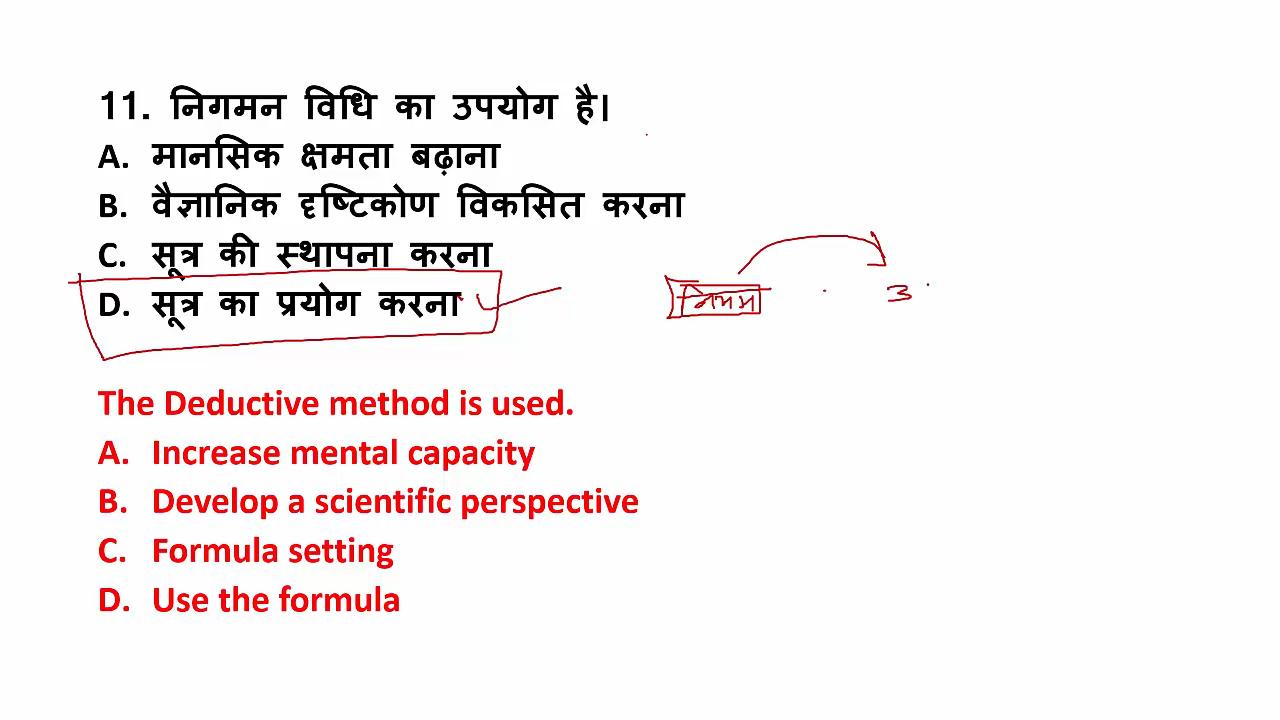 11. निगमन विधि का उपयोग है।
A. मानसिक क्षमता बढ़ाना
B. वैज्ञानिक दृष्टिकोण विकसित करना
C. सूत्र की स्थापना करना
D. सूत्र का प्रयोग करना
नियम उ
The Deductive method is used.
A. Increase mental capacity
B. Develop a scientific perspective
C. Formula setting
D. Use the formula